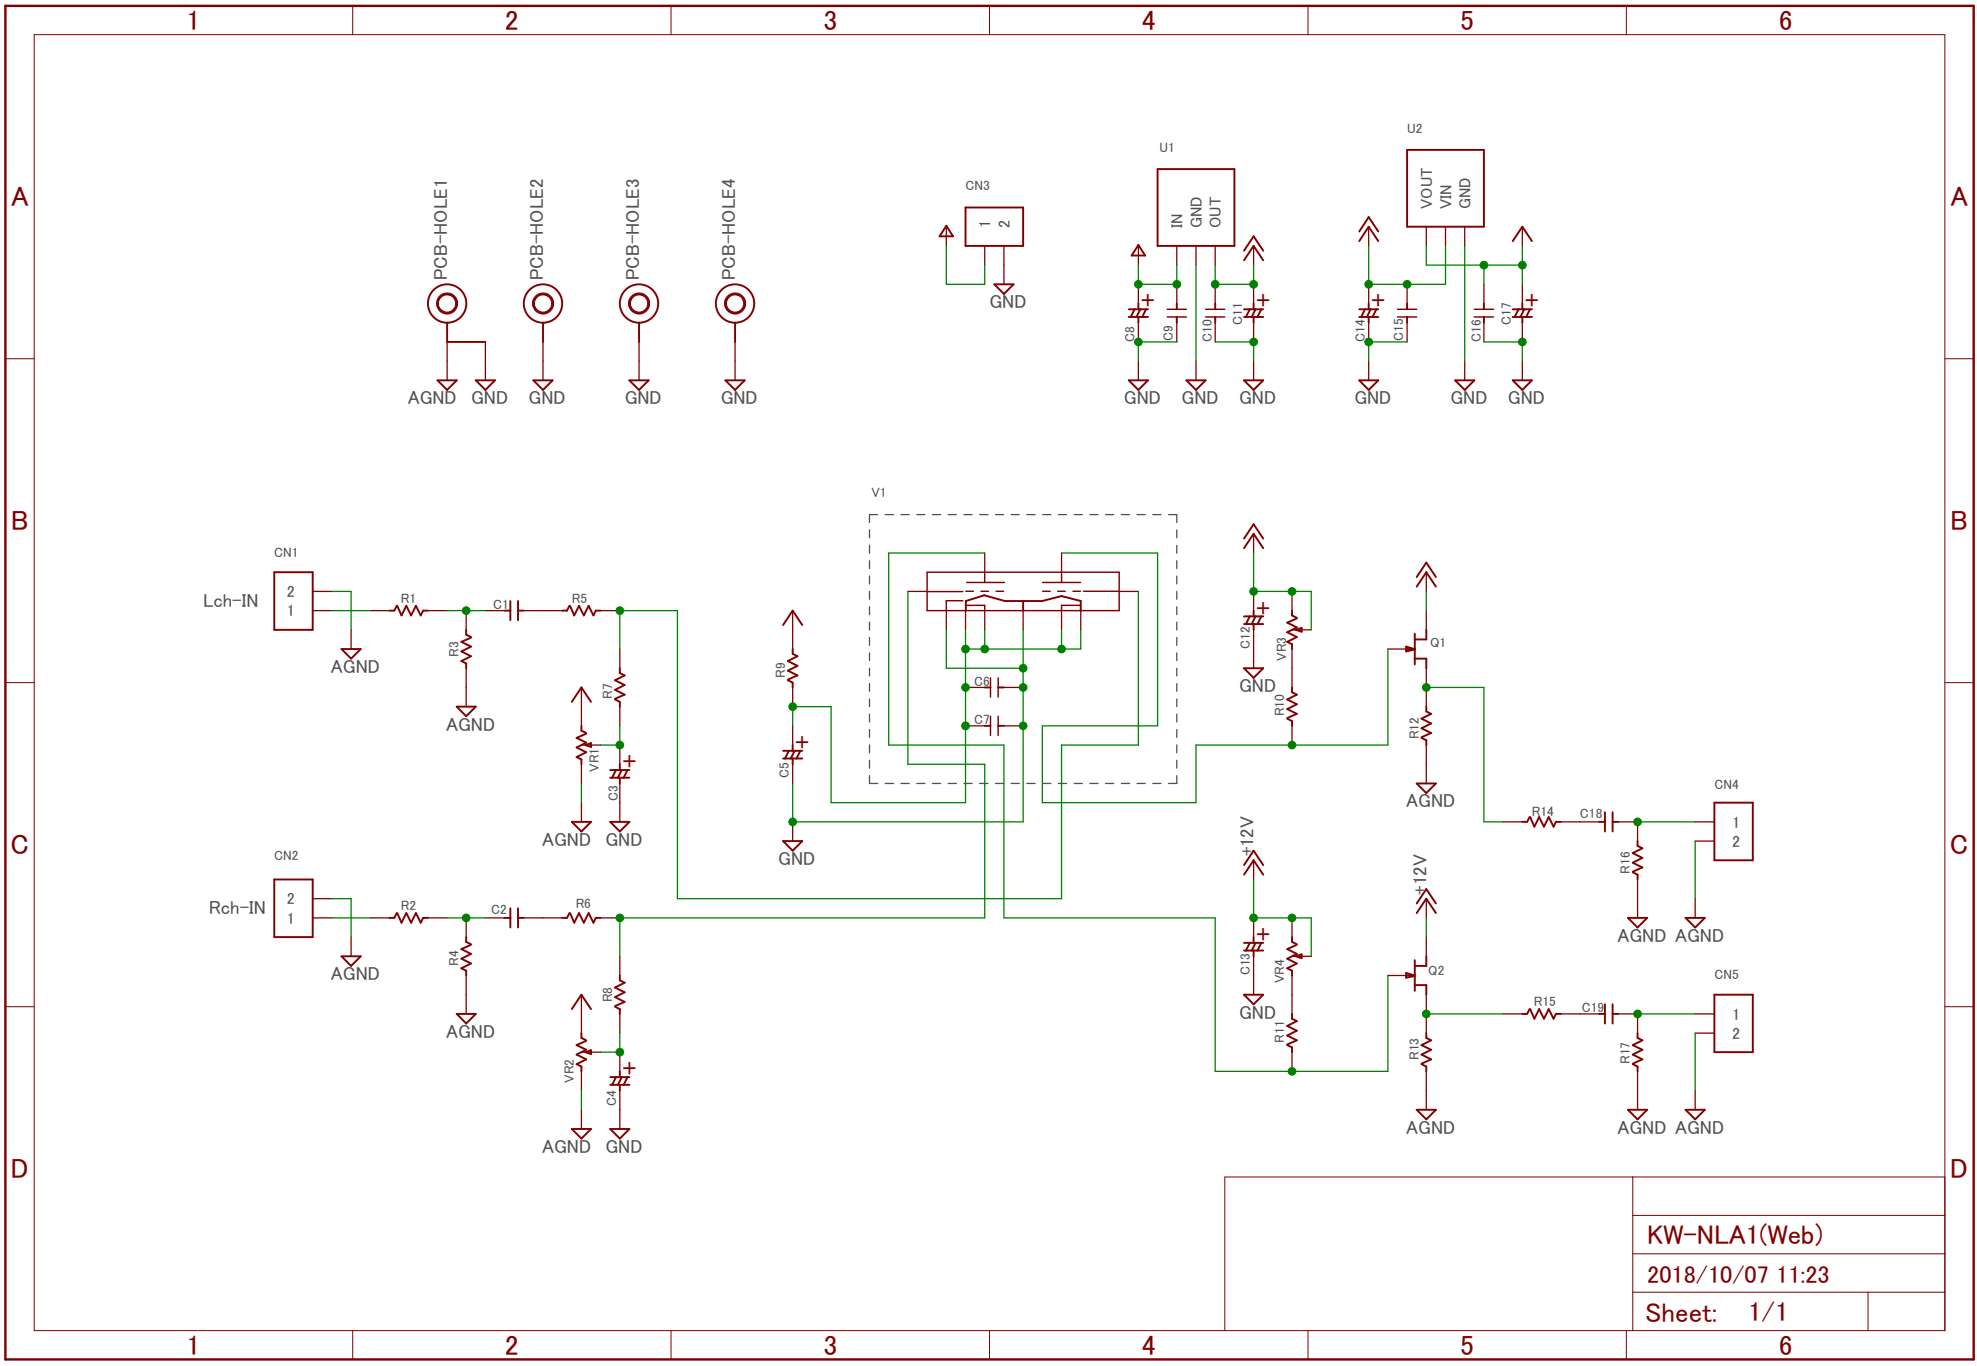 1 2 3 4 5 6
A A
B B
C C
D D
PCB-HOLE1
PCB-HOLE2
PCB-HOLE3
PCB-HOLE4
AGND GND GND GND GND
CN3
1
2
GND
U1
IN
GND
OUT
C8
C9
C10
C11
GND GND GND
U2
VOUT
VIN
GND
C14
C15
C16
C17
GND GND GND
CN1
Lch-IN
2
1
AGND
R1
R3
AGND
C1
R5
R7
VR1
C3
AGND GND
CN2
Rch-IN
2
1
AGND
R2
R4
AGND
C2
R6
R8
VR2
C4
AGND GND
R9
C5
GND
V1
C6
C7
C12
GND
VR3
R10
Q1
R12
AGND
R14
C18
R16
CN4
1
2
AGND AGND
+12V
C13
GND
VR4
R11
+12V
Q2
R13
AGND
R15
C19
R17
CN5
1
2
AGND AGND
KW-NLA1(Web)
2018/10/07 11:23
Sheet: 1/1
1 2 3 4 5 6